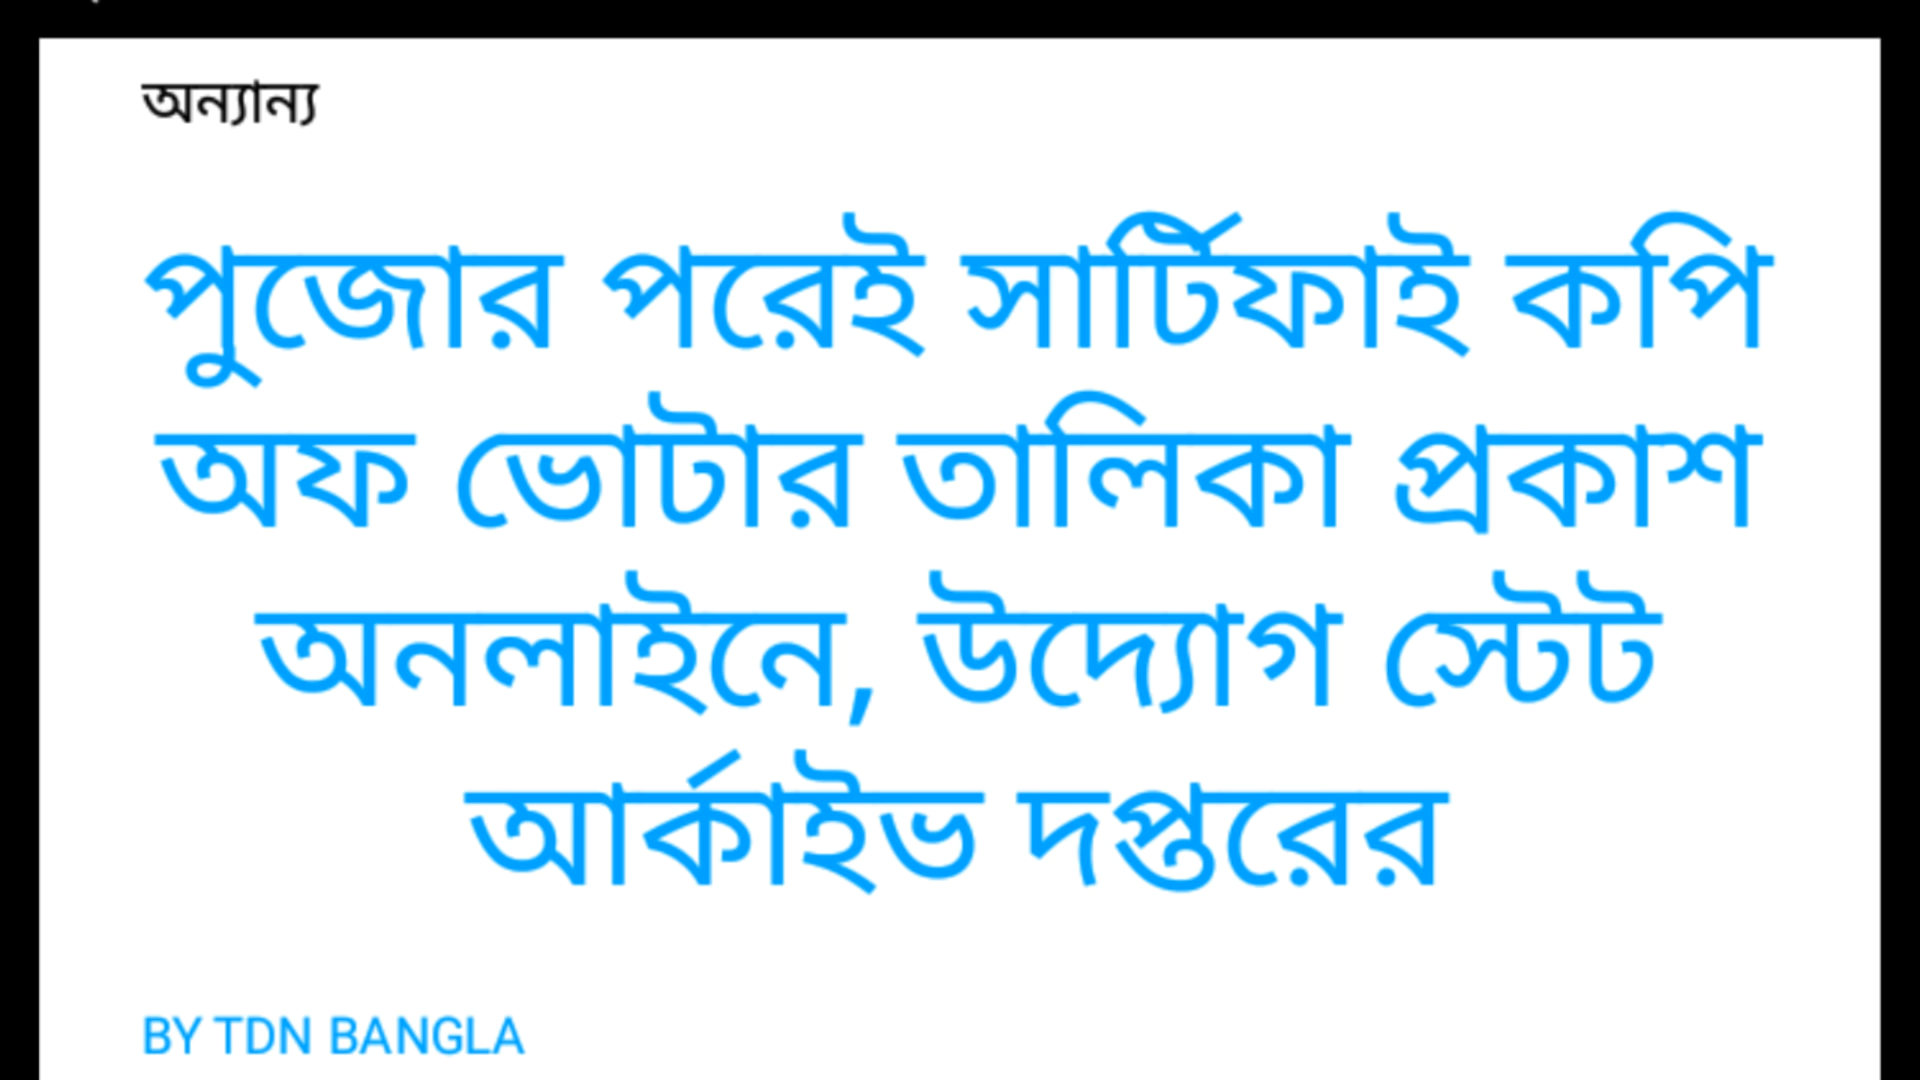 অন্যান্য
পুজোর পরেই সার্টিফাই কপি
অফ ভোটার তালিকা প্রকাশ
অনলাইনে, উদ্যোগ স্টেট
আর্কাইভ দপ্তরের
BY TDN BANGLA